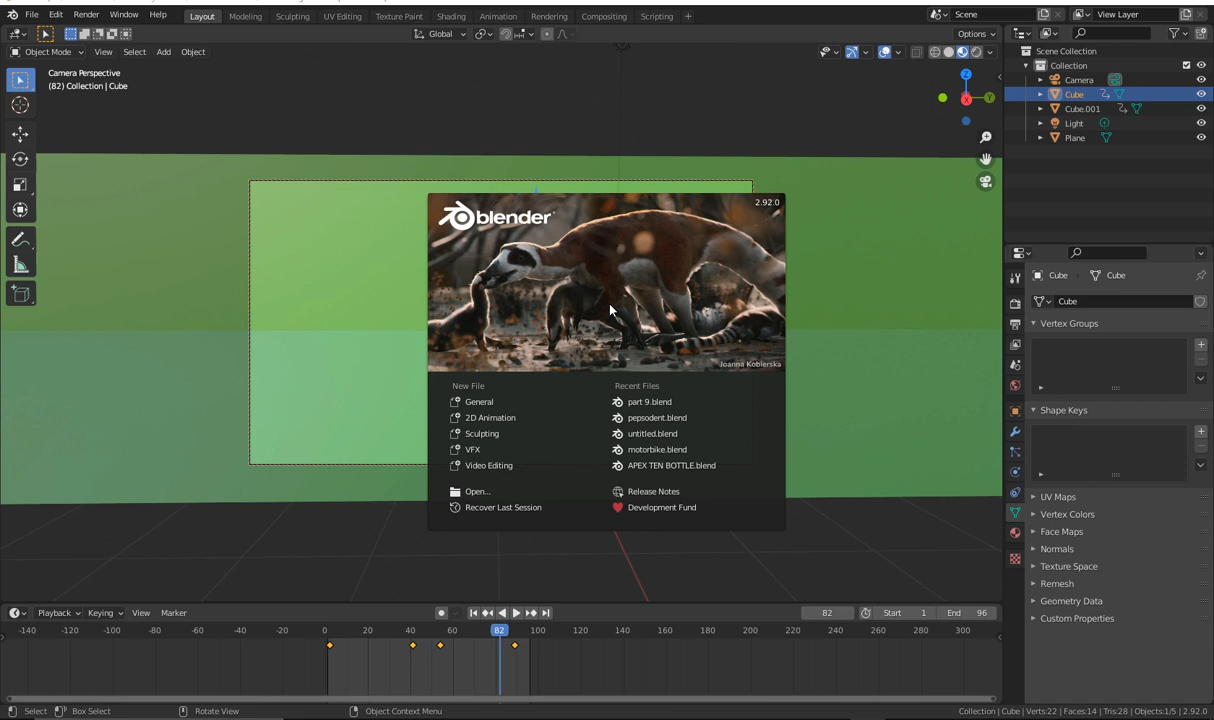 File Edit Render Window Help Layout Modeling Sculpting UV Editing Texture Paint Shading Animation Rendering Compositing Scripting + Scene View Layer
Global Options
Object Mode View Select Add Object
Camera Perspective
(82) Collection | Cube
Z
Y
X
Scene Collection
Collection
Camera
Cube
Cube.001
Light
Plane
blender
2.92.0
Joanna Kobierska
New File
General
2D Animation
Sculpting
VFX
Video Editing
Open...
Recover Last Session
Recent Files
part 9.blend
pepsodent.blend
untitled.blend
motorbike.blend
APEX TEN BOTTLE.blend
Release Notes
Development Fund
Cube Cube
Cube
Vertex Groups
Shape Keys
UV Maps
Vertex Colors
Face Maps
Normals
Texture Space
Remesh
Geometry Data
Custom Properties
Playback Keying View Marker 82 Start 1 End 96
-140 -120 -100 -80 -60 -40 -20 0 20 40 60 82 100 120 140 160 180 200 220 240 260 280 300
Select Box Select Rotate View Object Context Menu Collection | Cube | Verts:22 | Faces:14 | Tris:28 | Objects:1/5 | 2.92.0